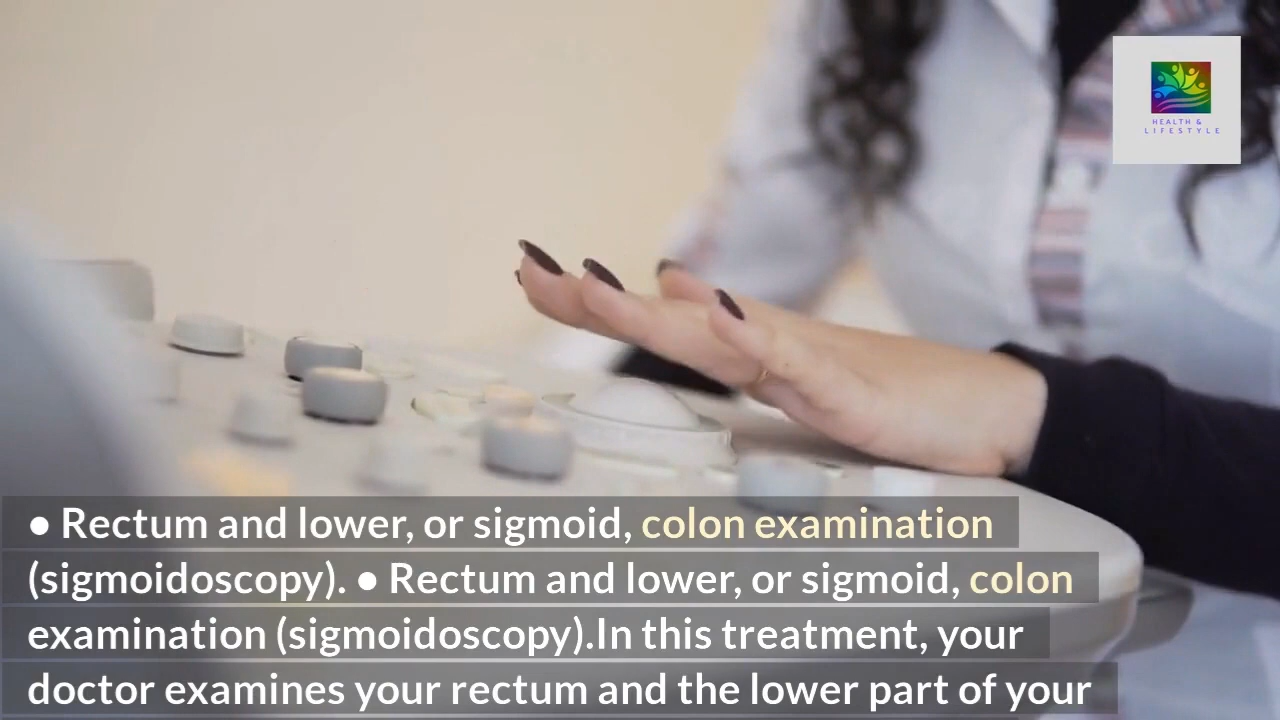 HEALTH &
LIFESTYLE
● Rectum and lower, or sigmoid, colon examination
(sigmoidoscopy). ● Rectum and lower, or sigmoid, colon
examination (sigmoidoscopy).In this treatment, your
doctor examines your rectum and the lower part of your